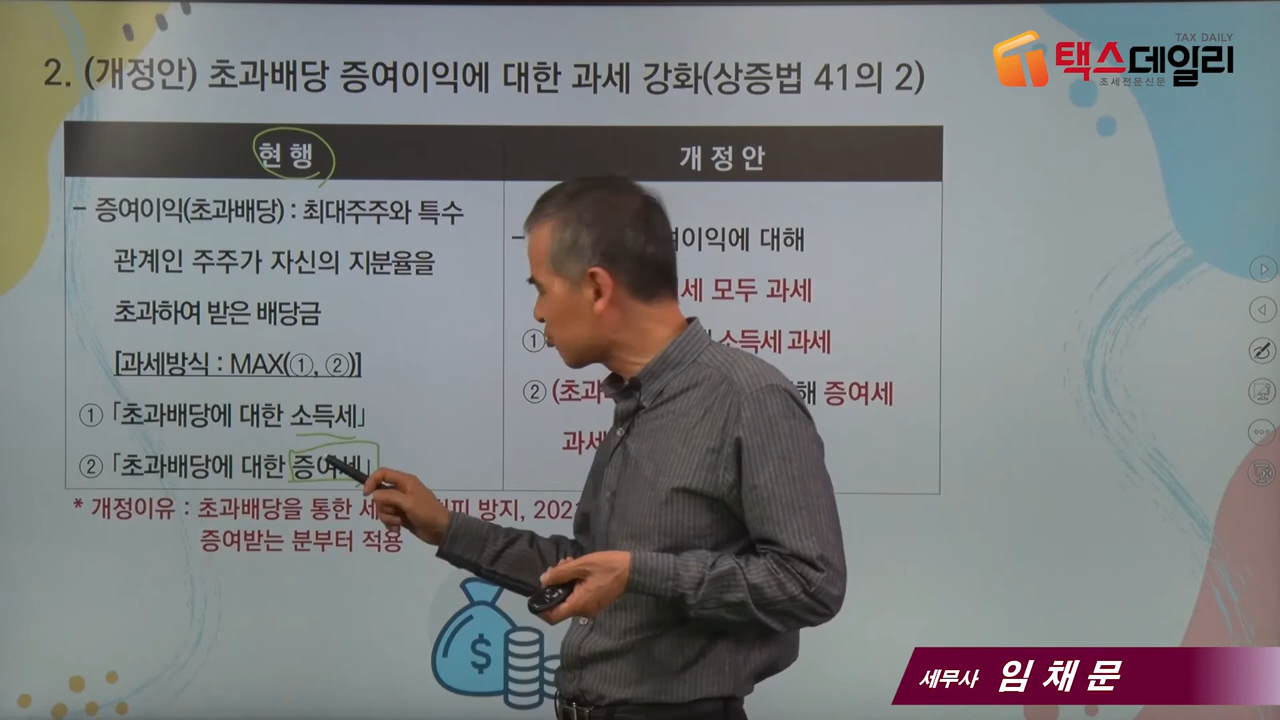 TAX DAILY
택스데일리
조세전문신문
2. (개정안) 초과배당 증여이익에 대한 과세 강화(상증법 41의 2)
현 행
개 정 안
- 증여이익(초과배당) : 최대주주와 특수
관계인 주주가 자신의 지분율을
초과하여 받은 배당금
[과세방식 : MAX(①, ②)]
① 「초과배당에 대한 소득세」
② 「초과배당에 대한 증여세」
- 이익에 대해
세 모두 과세
① 소득세 과세
② (초과 해 증여세
과세
* 개정이유 : 초과배당을 통한 방지,
증여받는 분부터 적용
$
세무사 임 채 문